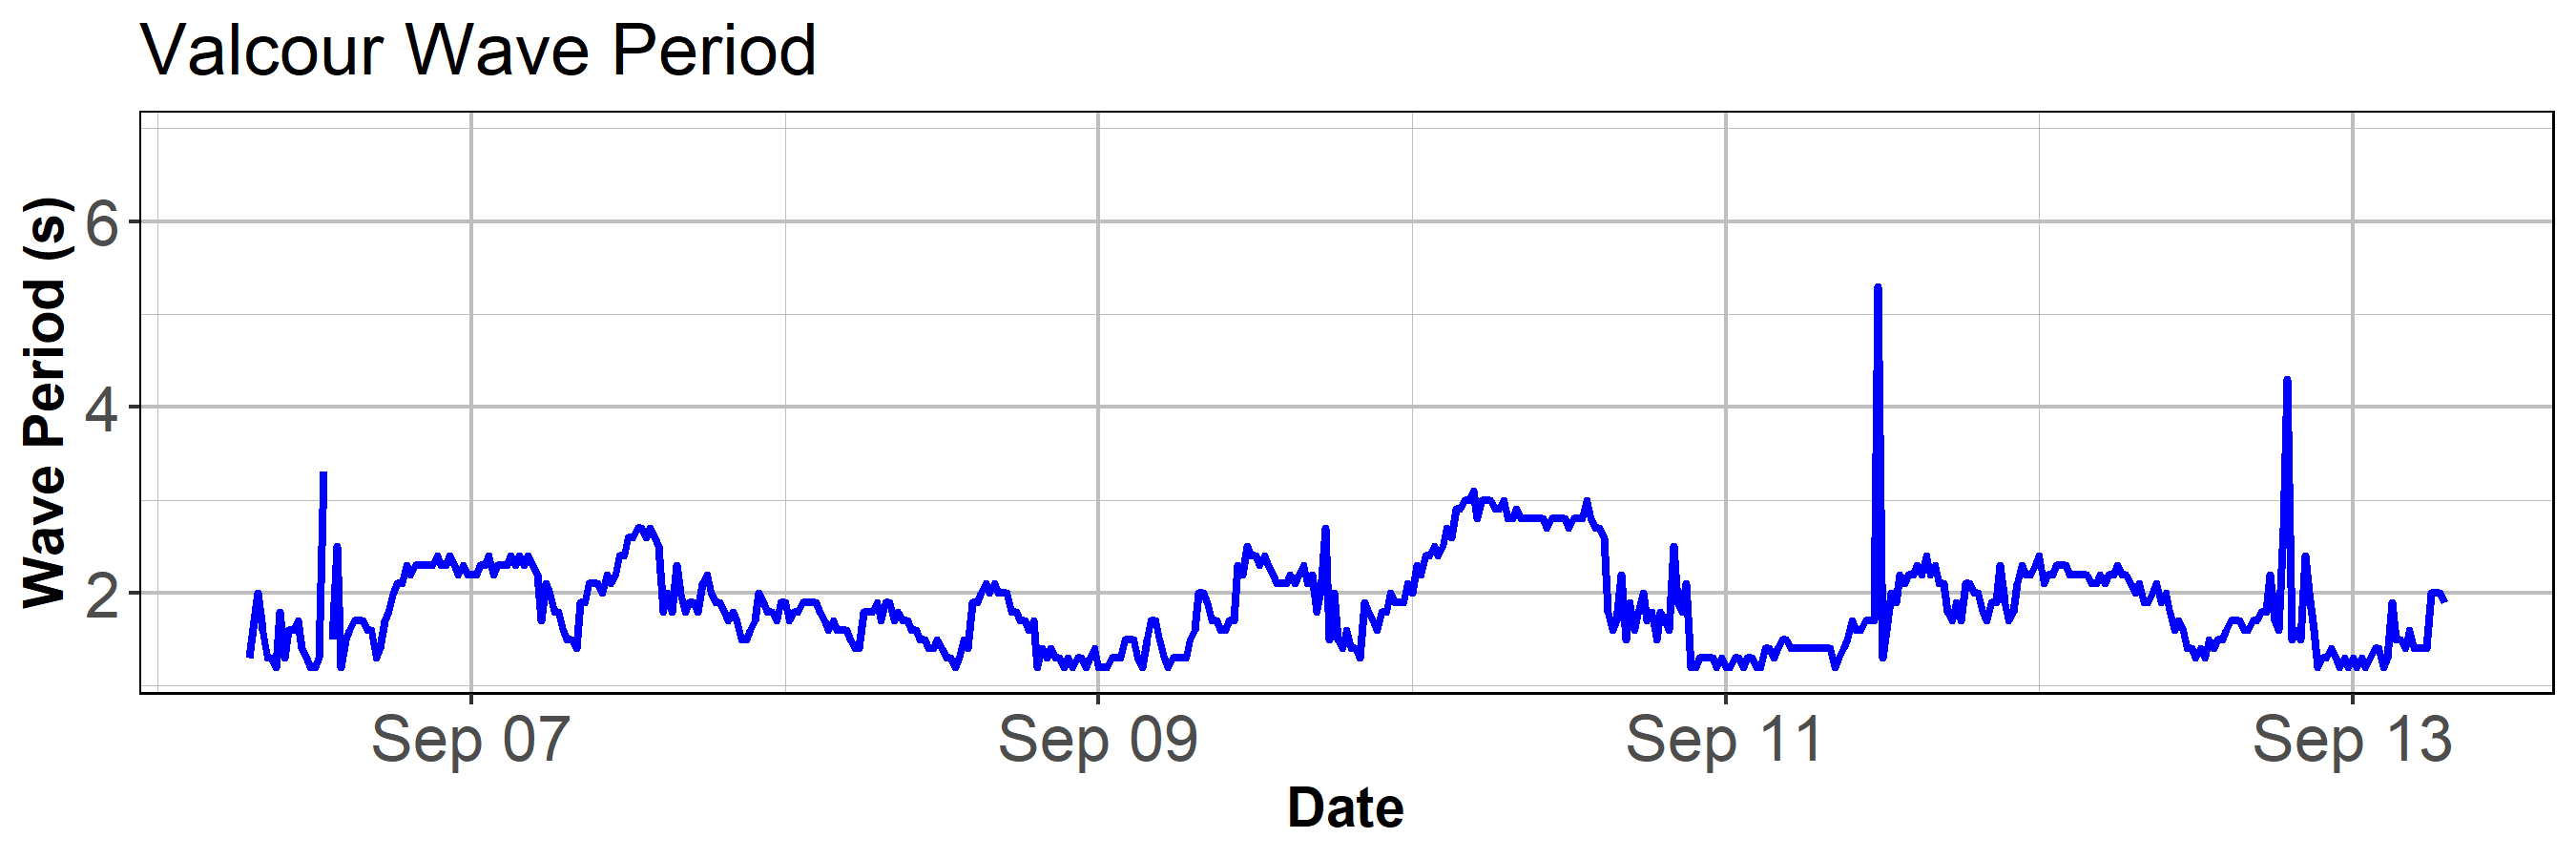 Valcour Wave Period
Wave Period (s)
6
4
2
Sep 07 Sep 09 Sep 11 Sep 13
Date